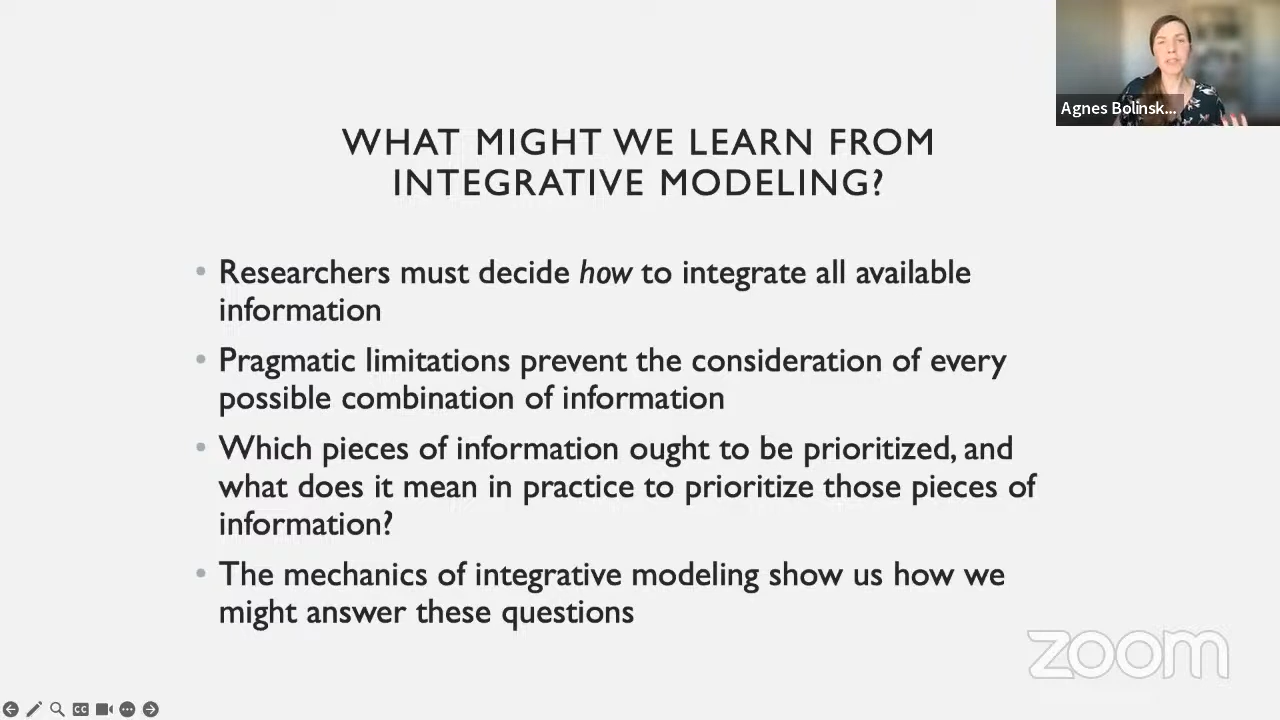 Agnes Bolinsk...
WHAT MIGHT WE LEARN FROM
INTEGRATIVE MODELING?
• Researchers must decide how to integrate all available
information
• Pragmatic limitations prevent the consideration of every
possible combination of information
• Which pieces of information ought to be prioritized, and
what does it mean in practice to prioritize those pieces of
information?
• The mechanics of integrative modeling show us how we
might answer these questions
zoom
CC